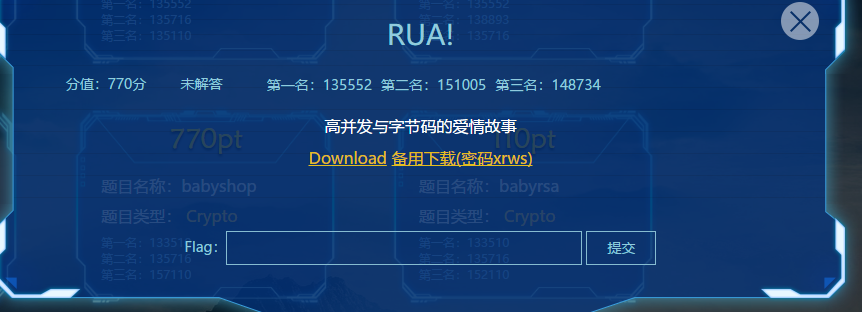 第一名：135552
第二名：135716
第三名：135110
第一名：135552
第二名：138893
第三名：135716
RUA!
分值：770分 未解答 第一名：135552 第二名：151005 第三名：148734
高并发与字节码的爱情故事
Download 备用下载(密码xrws)
770pt
110pt
题目名称：babyshop
题目名称：babyrsa
题目类型： Crypto
题目类型： Crypto
Flag：
提交
第二名：135716
第三名：157110
第一名：133510
第二名：135716
第三名：152110